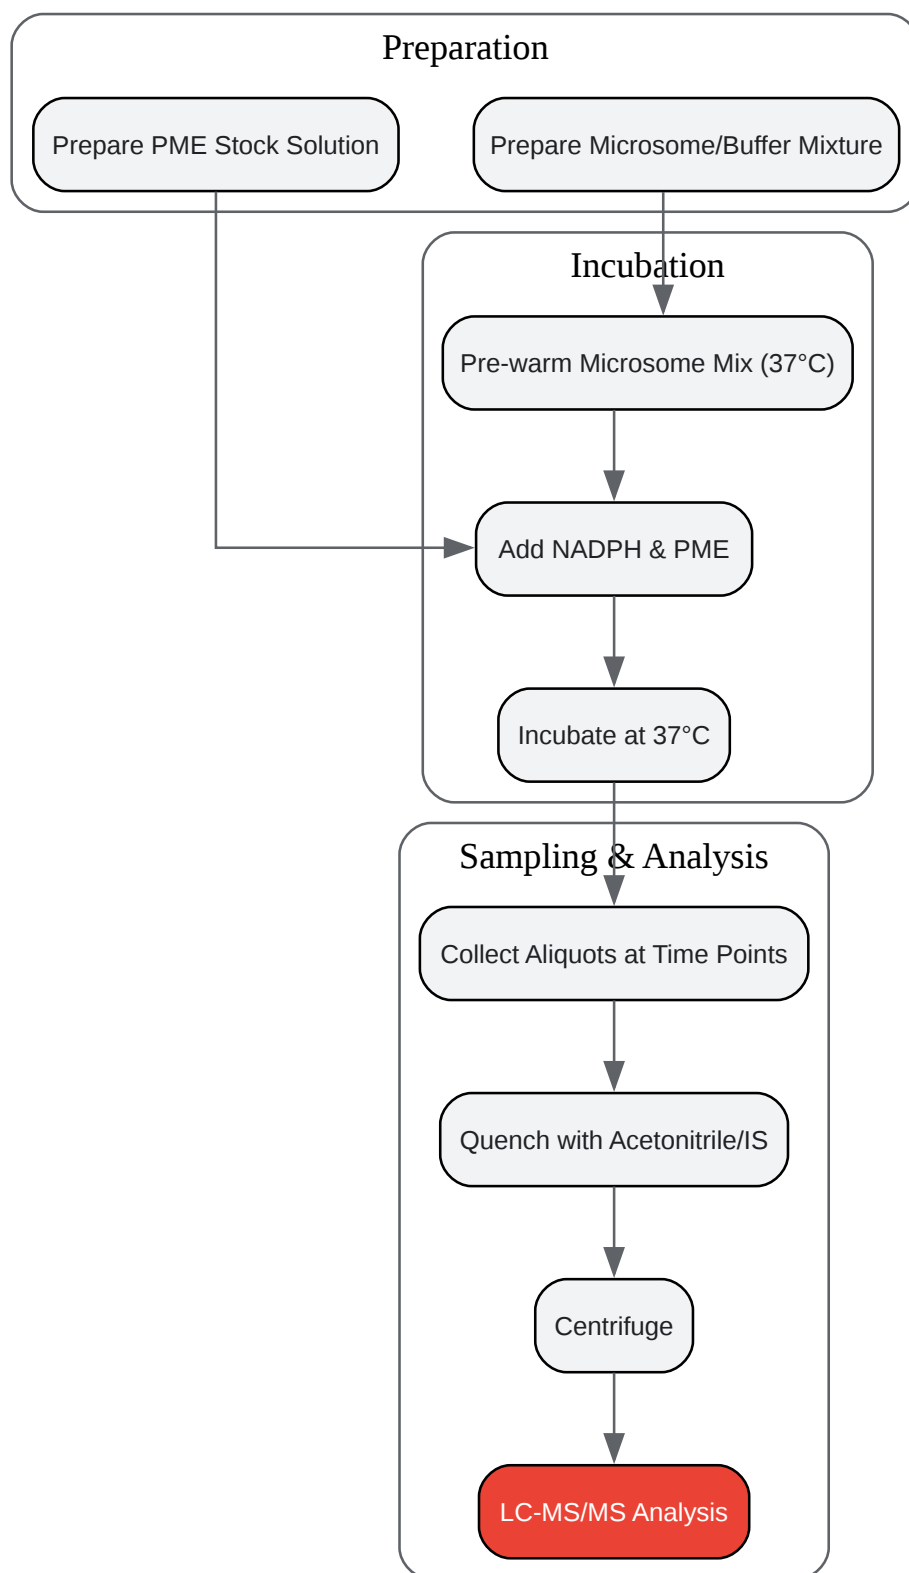 Preparation
Prepare PME Stock Solution
Prepare Microsome/Buffer Mixture
Incubation
Pre-warm Microsome Mix (37°C)
Add NADPH & PME
Incubate at 37°C
Sampling & Analysis
Collect Aliquots at Time Points
Quench with Acetonitrile/IS
Centrifuge
LC-MS/MS Analysis